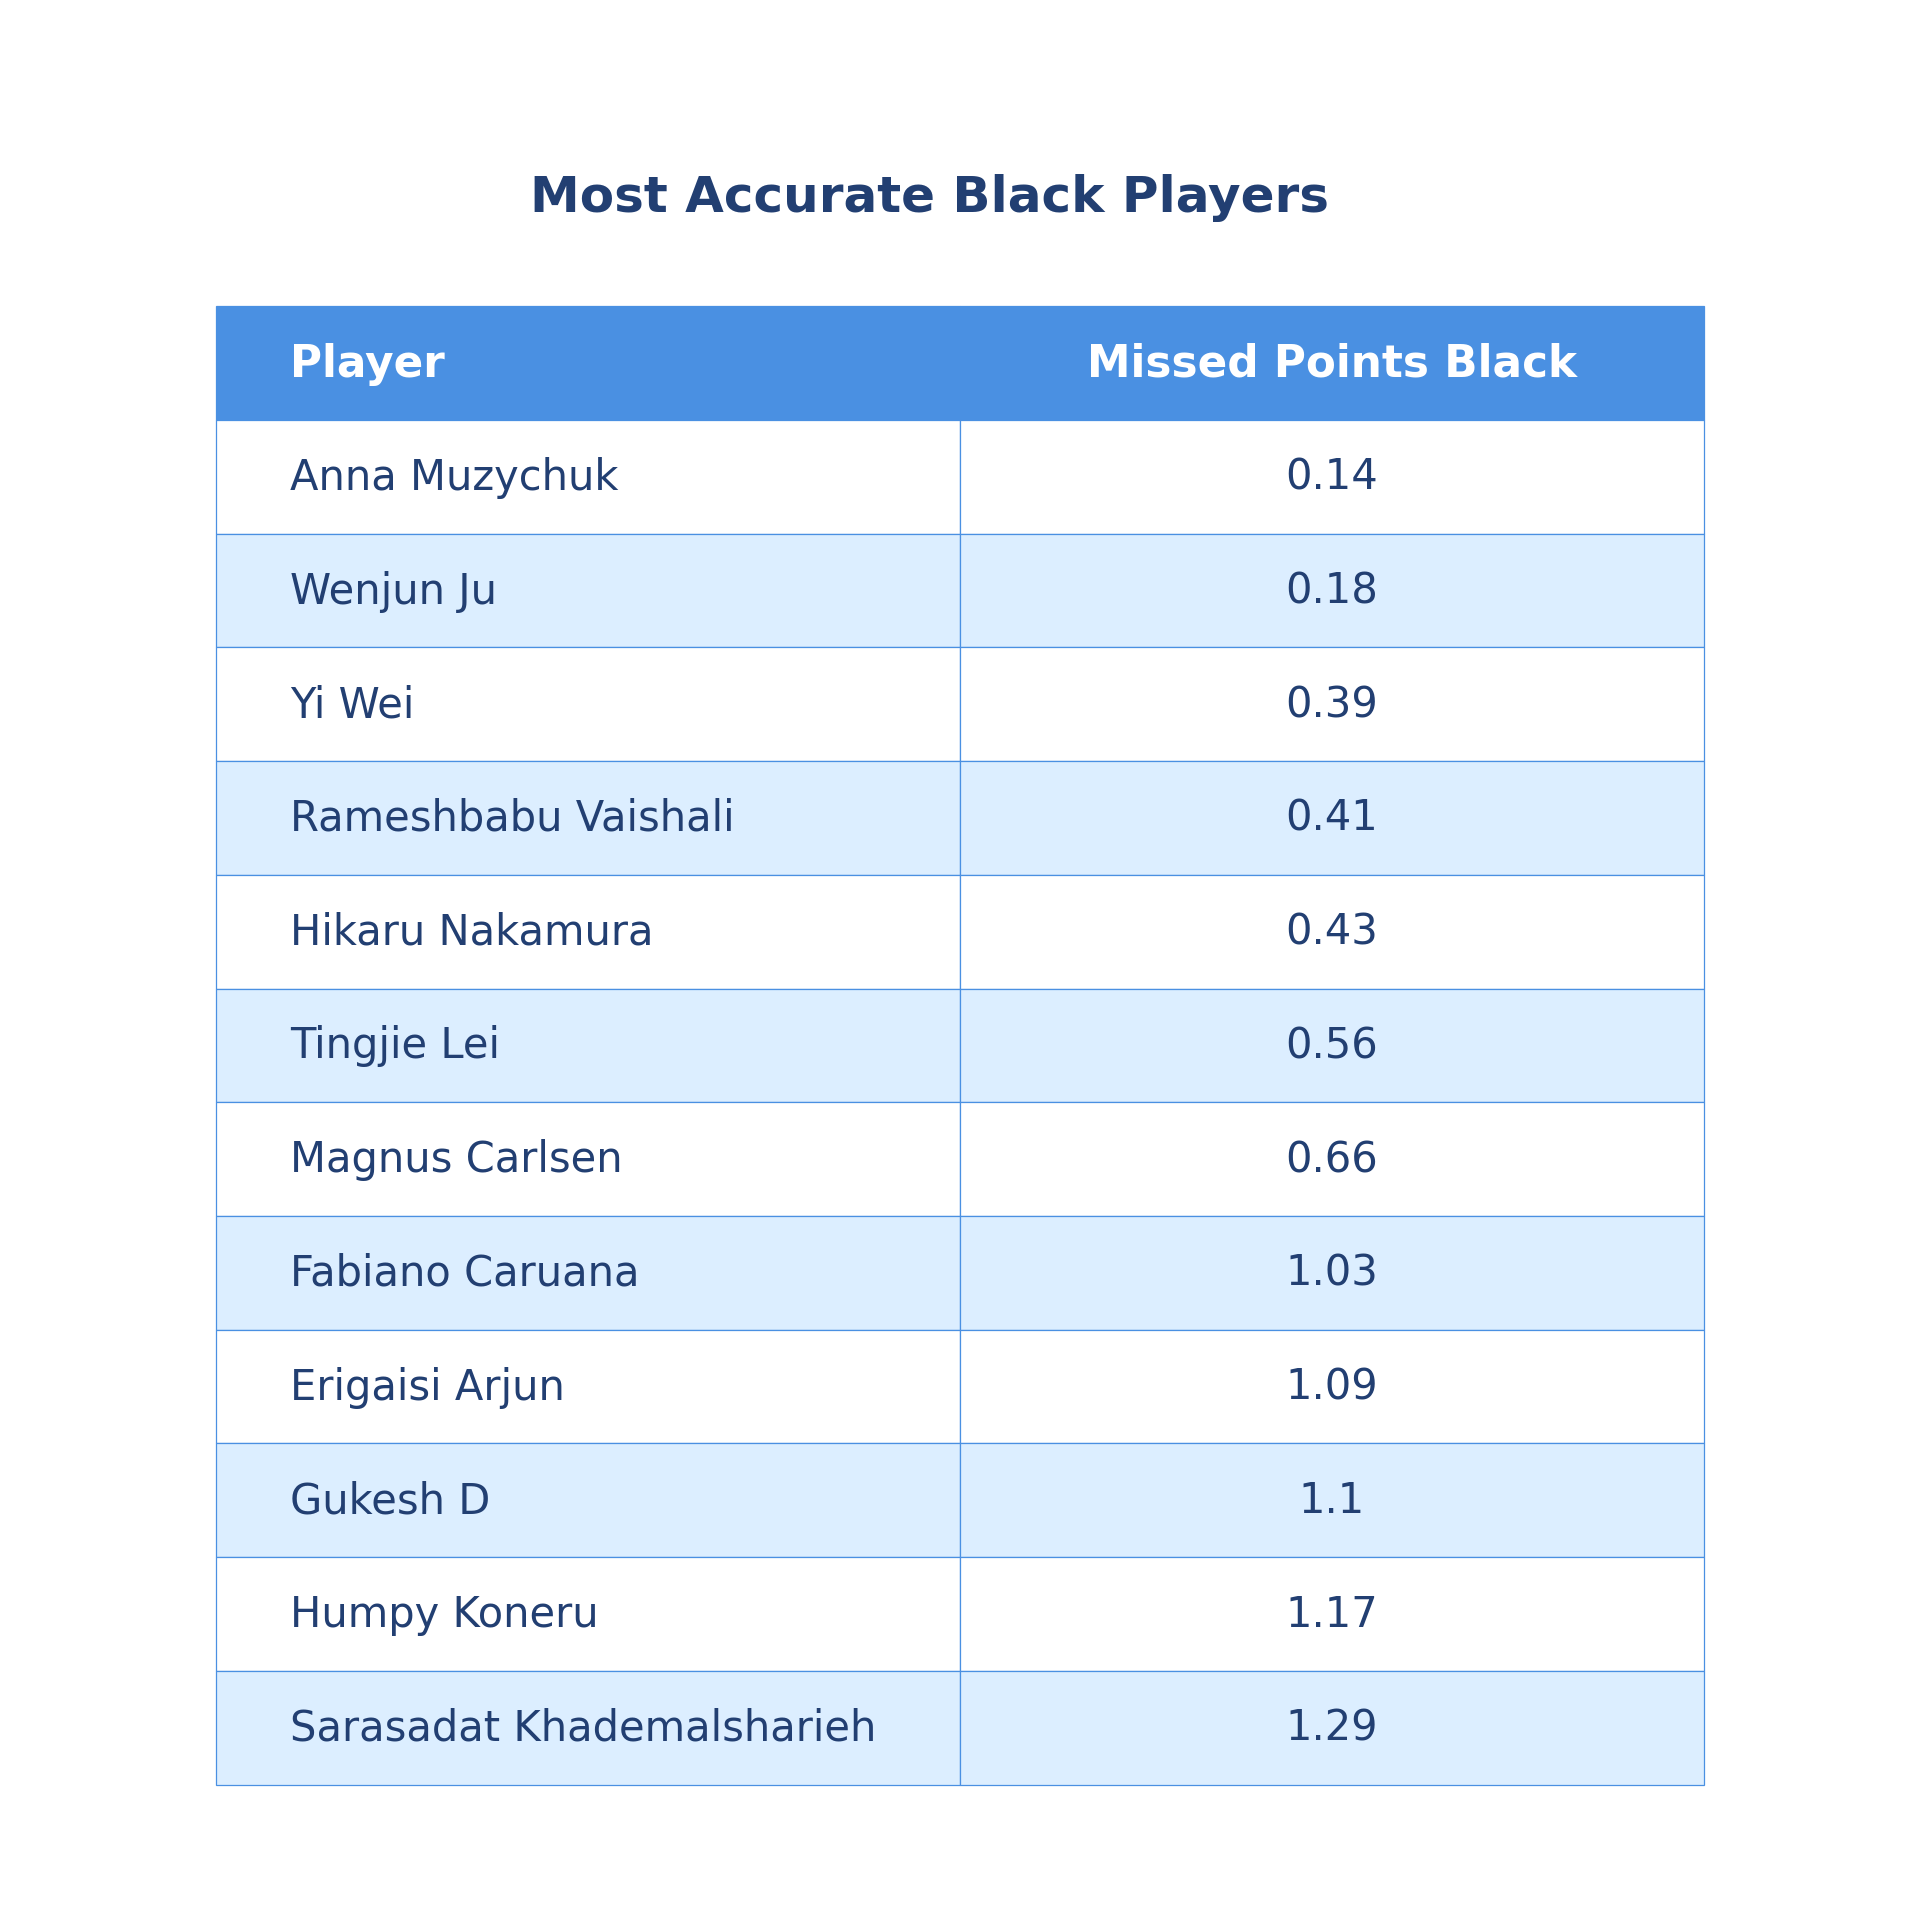 Most Accurate Black Players
Player Missed Points Black
Anna Muzychuk 0.14
Wenjun Ju 0.18
Yi Wei 0.39
Rameshbabu Vaishali 0.41
Hikaru Nakamura 0.43
Tingjie Lei 0.56
Magnus Carlsen 0.66
Fabiano Caruana 1.03
Erigaisi Arjun 1.09
Gukesh D 1.1
Humpy Koneru 1.17
Sarasadat Khademalsharieh 1.29